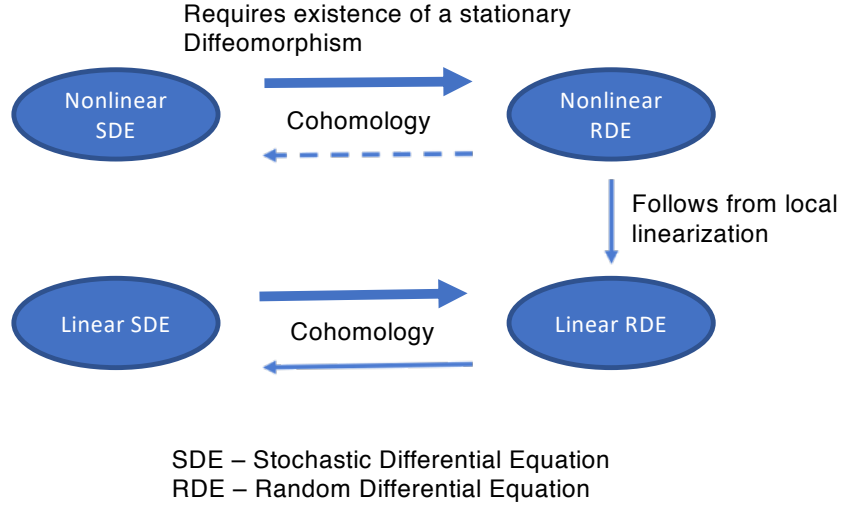 Requires existence of a stationary
Diffeomorphism
Nonlinear
SDE
Cohomology
Nonlinear
RDE
Follows from local
linearization
Linear SDE
Cohomology
Linear RDE
SDE – Stochastic Differential Equation
RDE – Random Differential Equation